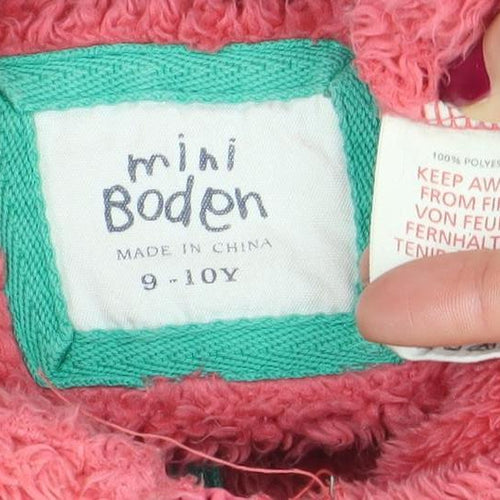 mini
Boden
MADE IN CHINA
9-10Y
100% POLYES
KEEP AW
FROM FI
VON FEU
FERNHALT
TENI